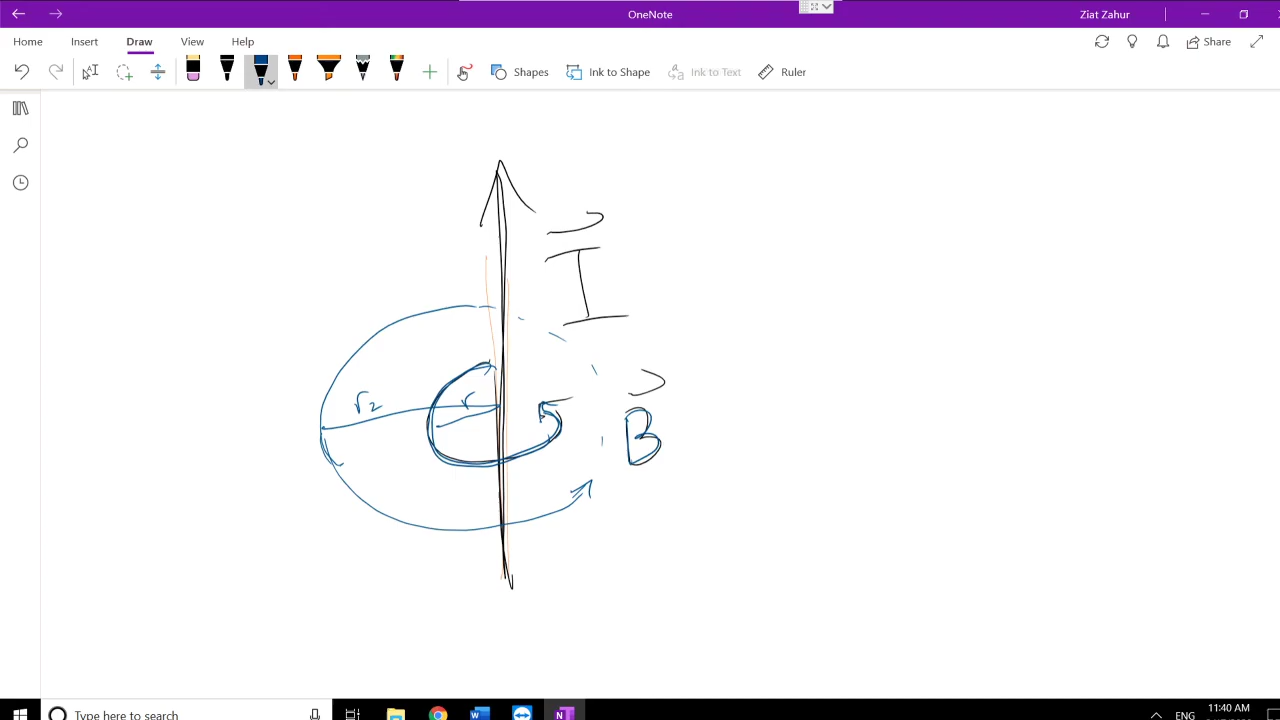 OneNote
Ziat Zahur
Home Insert Draw View Help
Share
Shapes Ink to Shape Ink to Text Ruler
I
r2 r
B
Type here to search
ENG
11:40 AM